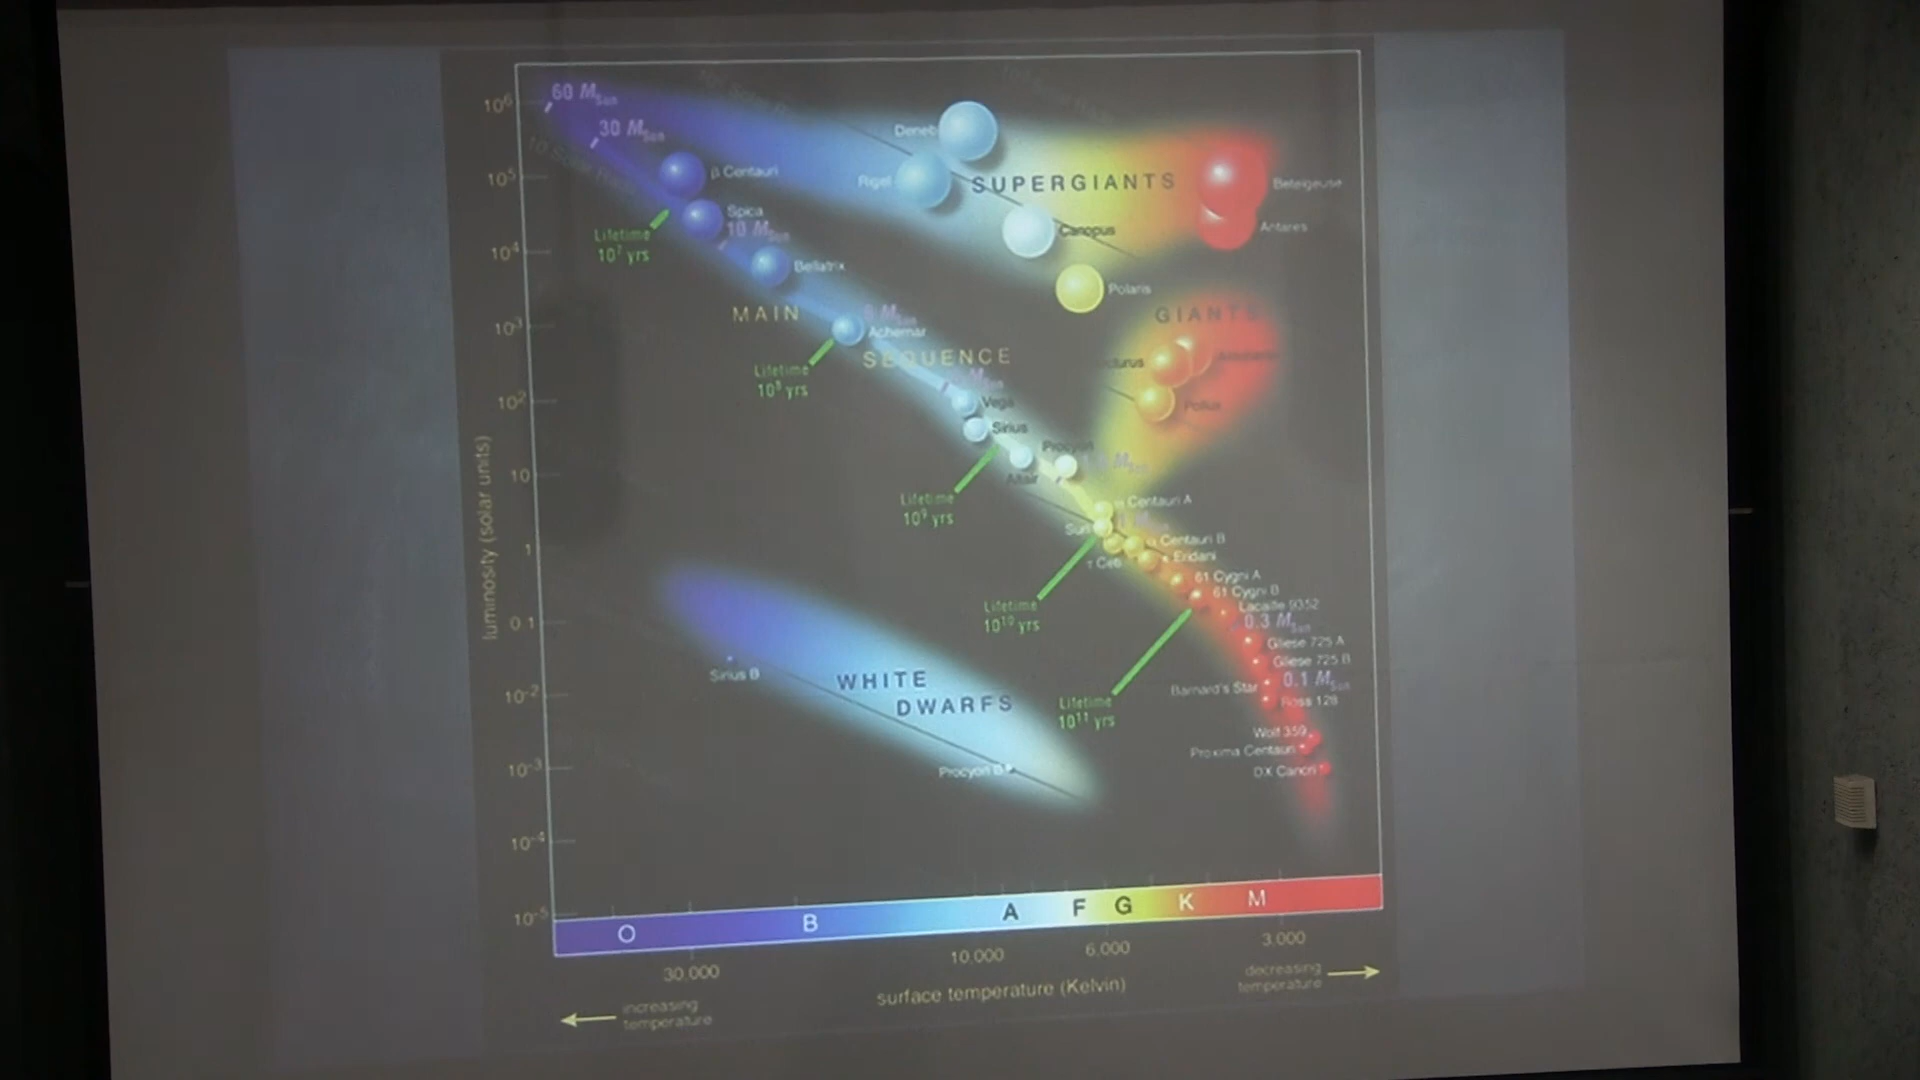 10⁶
10⁵
10⁴
10³
10²
10
1
0.1
10⁻²
10⁻³
10⁻⁴
10⁻⁵
luminosity (solar units)
60 M Sun
30 M Sun
β Centauri
Spica
10 M Sun
Bellatrix
Lifetime
10⁷ yrs
Deneb
Rigel
SUPERGIANTS
Canopus
Polaris
Betelgeuse
Antares
MAIN
SEQUENCE
Achernar
Lifetime
10⁸ yrs
GIANTS
Pollux
Vega
Sirius
Altair
Procyon
Lifetime
10⁹ yrs
Centauri A
Sun
Centauri B
τ Ceti
Eridani
61 Cygni A
61 Cygni B
Lacaille 9352
0.3 M Sun
Gliese 725 A
Gliese 725 B
0.1 M Sun
Barnard's Star
Ross 128
Wolf 359
Proxima Centauri
DX Cancri
Lifetime
10¹⁰ yrs
Lifetime
10¹¹ yrs
Sirius B
WHITE
DWARFS
Procyon B
O B A F G K M
30,000 10,000 6,000 3,000
surface temperature (Kelvin)
increasing
temperature
decreasing
temperature